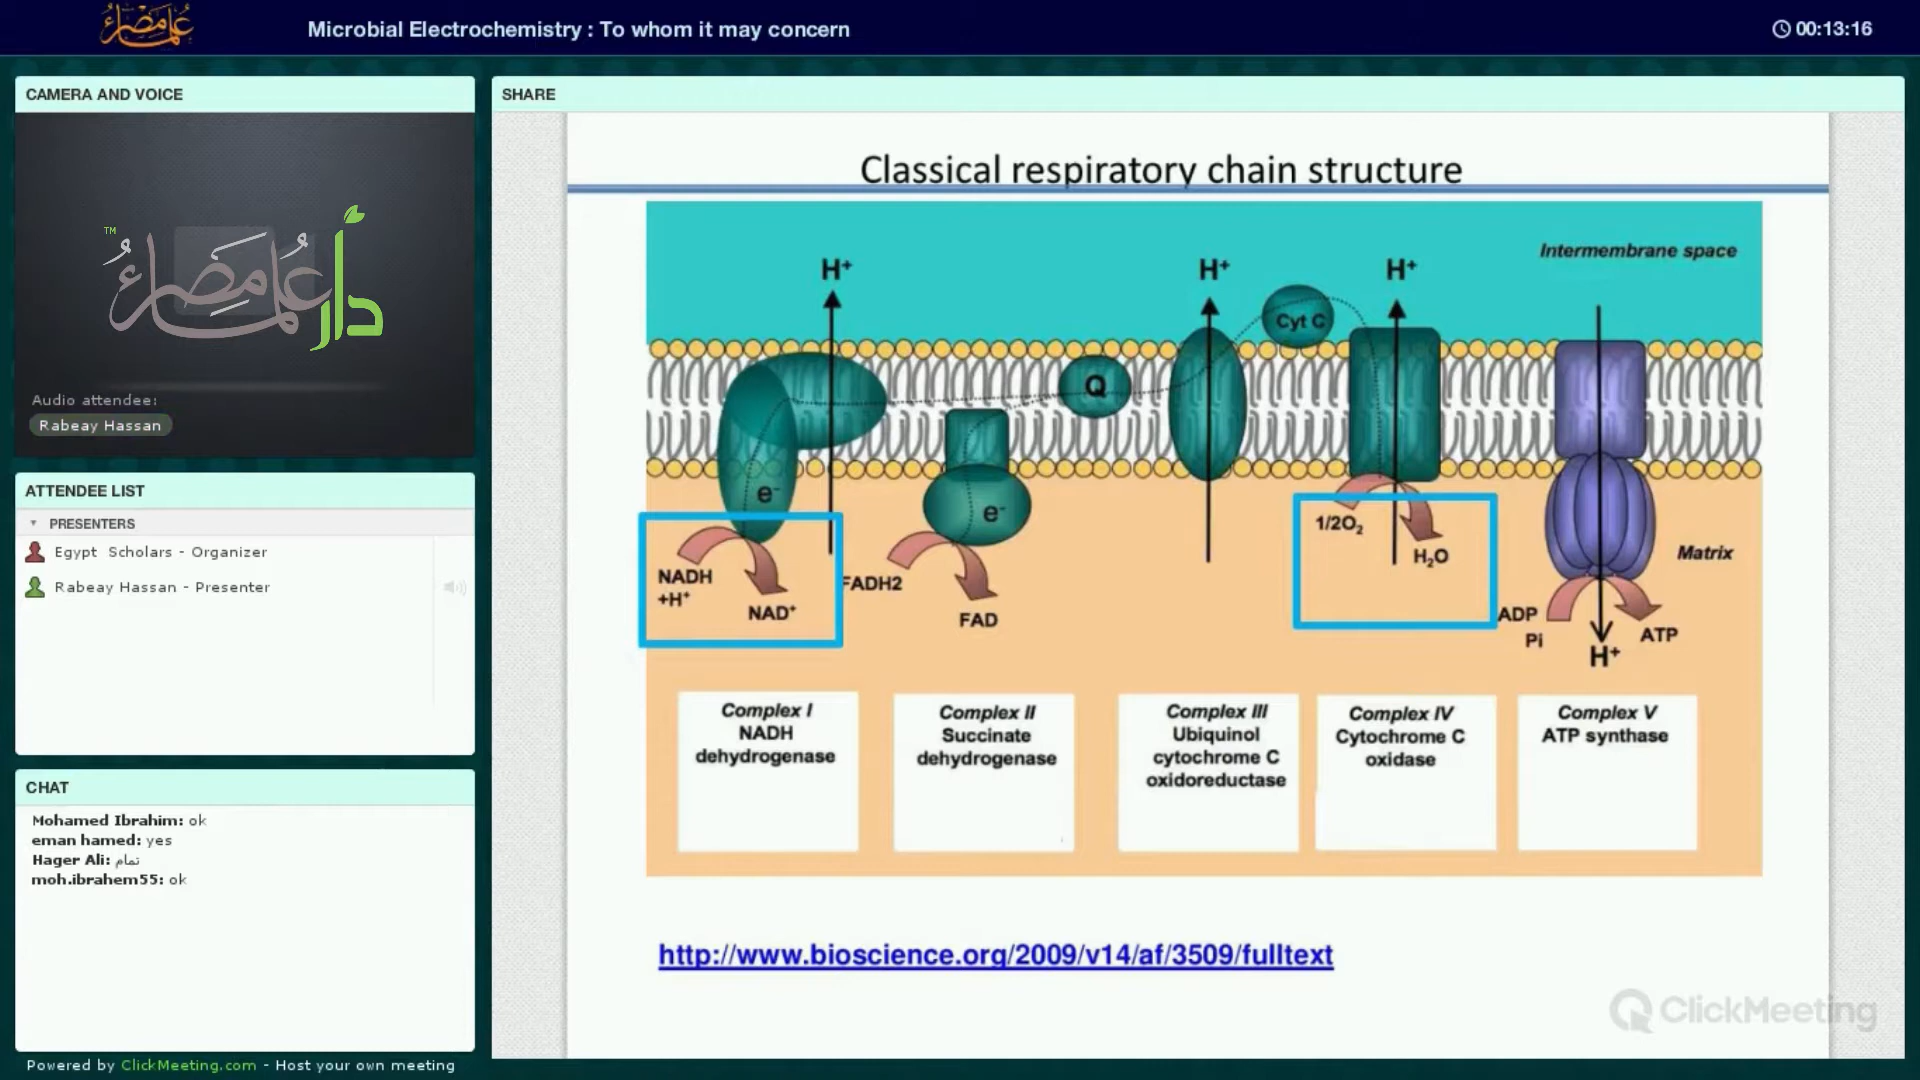 علماء مصر
Microbial Electrochemistry : To whom it may concern
00:13:16
CAMERA AND VOICE
TM
دار علماء مصر
Audio attendee:
Rabeay Hassan
ATTENDEE LIST
PRESENTERS
Egypt Scholars - Organizer
Rabeay Hassan - Presenter
CHAT
Mohamed Ibrahim: ok
eman hamed: yes
Hager Ali: تمام
moh.ibrahem55: ok
Powered by ClickMeeting.com - Host your own meeting
SHARE
Classical respiratory chain structure
Intermembrane space
H⁺
H⁺
H⁺
Cyt C
Q
e⁻
e⁻
1/2O₂
H₂O
Matrix
NADH
+H⁺
NAD⁺
FADH2
FAD
ADP
Pi
ATP
H⁺
Complex I
NADH
dehydrogenase
Complex II
Succinate
dehydrogenase
Complex III
Ubiquinol
cytochrome C
oxidoreductase
Complex IV
Cytochrome C
oxidase
Complex V
ATP synthase
http://www.bioscience.org/2009/v14/af/3509/fulltext
ClickMeeting